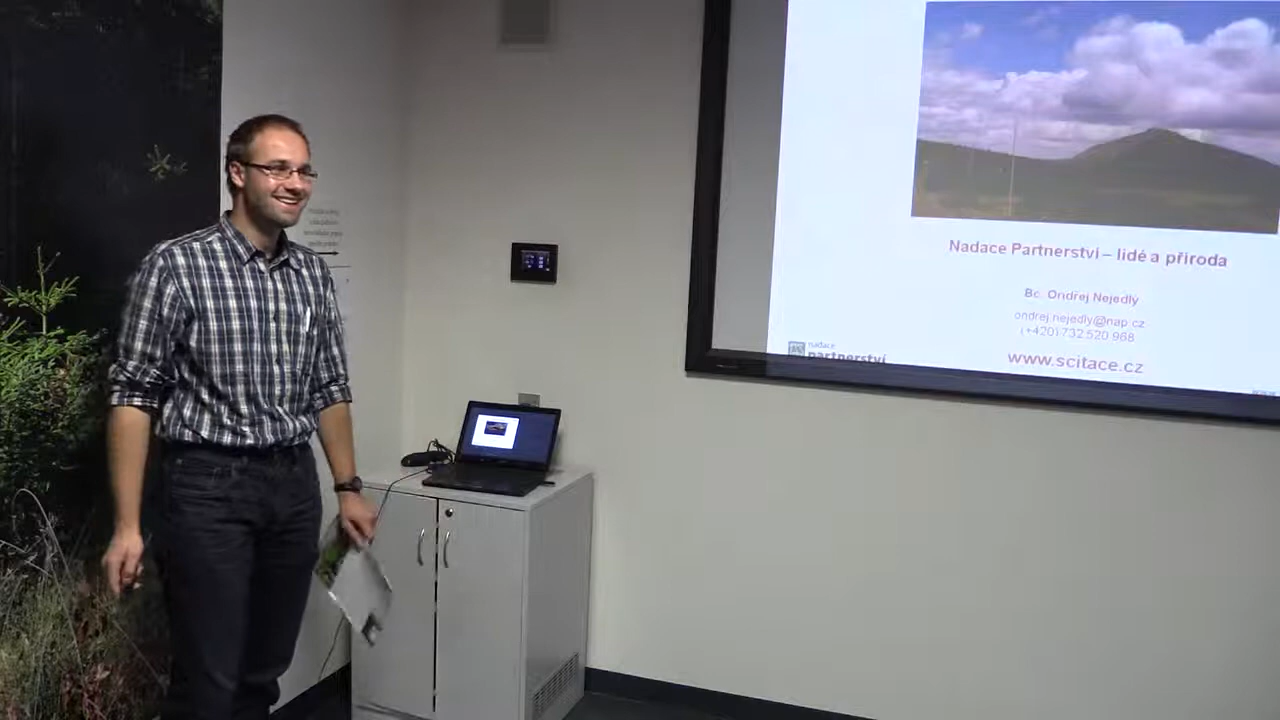 Nadace Partnerství – lidé a příroda
Bc. Ondřej Nejedlý
ondrej.nejedly@nap.cz
(+420) 732 520 968
www.scitace.cz
nadace
partnerství